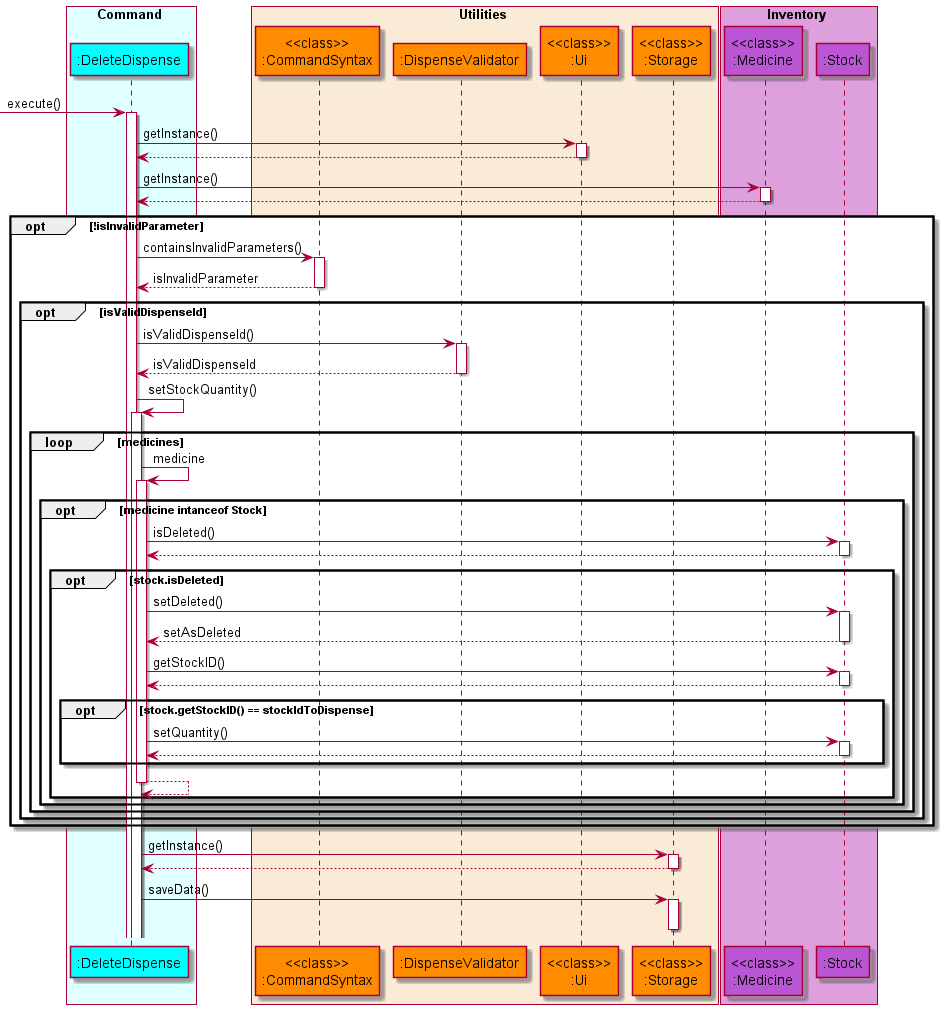 Command Utilities Inventory
<<class>> <<class>> <<class>> <<class>>
:DeleteDispense :CommandSyntax :DispenseValidator :Ui :Storage :Medicine :Stock
execute()
getInstance()
getInstance()
opt [!isInvalidParameter]
containsInvalidParameters()
isInvalidParameter
opt [isValidDispenseId]
isValidDispenseId()
isValidDispenseId
setStockQuantity()
loop [medicines]
medicine
opt [medicine intanceof Stock]
isDeleted()
opt [stock.isDeleted]
setDeleted()
setAsDeleted
getStockID()
opt [stock.getStockID() == stockIdToDispense]
setQuantity()
getInstance()
saveData()
:DeleteDispense <<class>> :DispenseValidator <<class>> <<class>> <<class>> :Stock
:CommandSyntax :Ui :Storage :Medicine